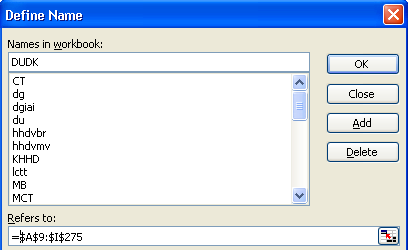 Define Name
Names in workbook:
DUDK
OK
CT
dg
Close
dgiai
du
Add
hhdvbr
hhdvmv
Delete
KHHD
lctt
MB
MCT
Refers to:
=$A$9:$I$275